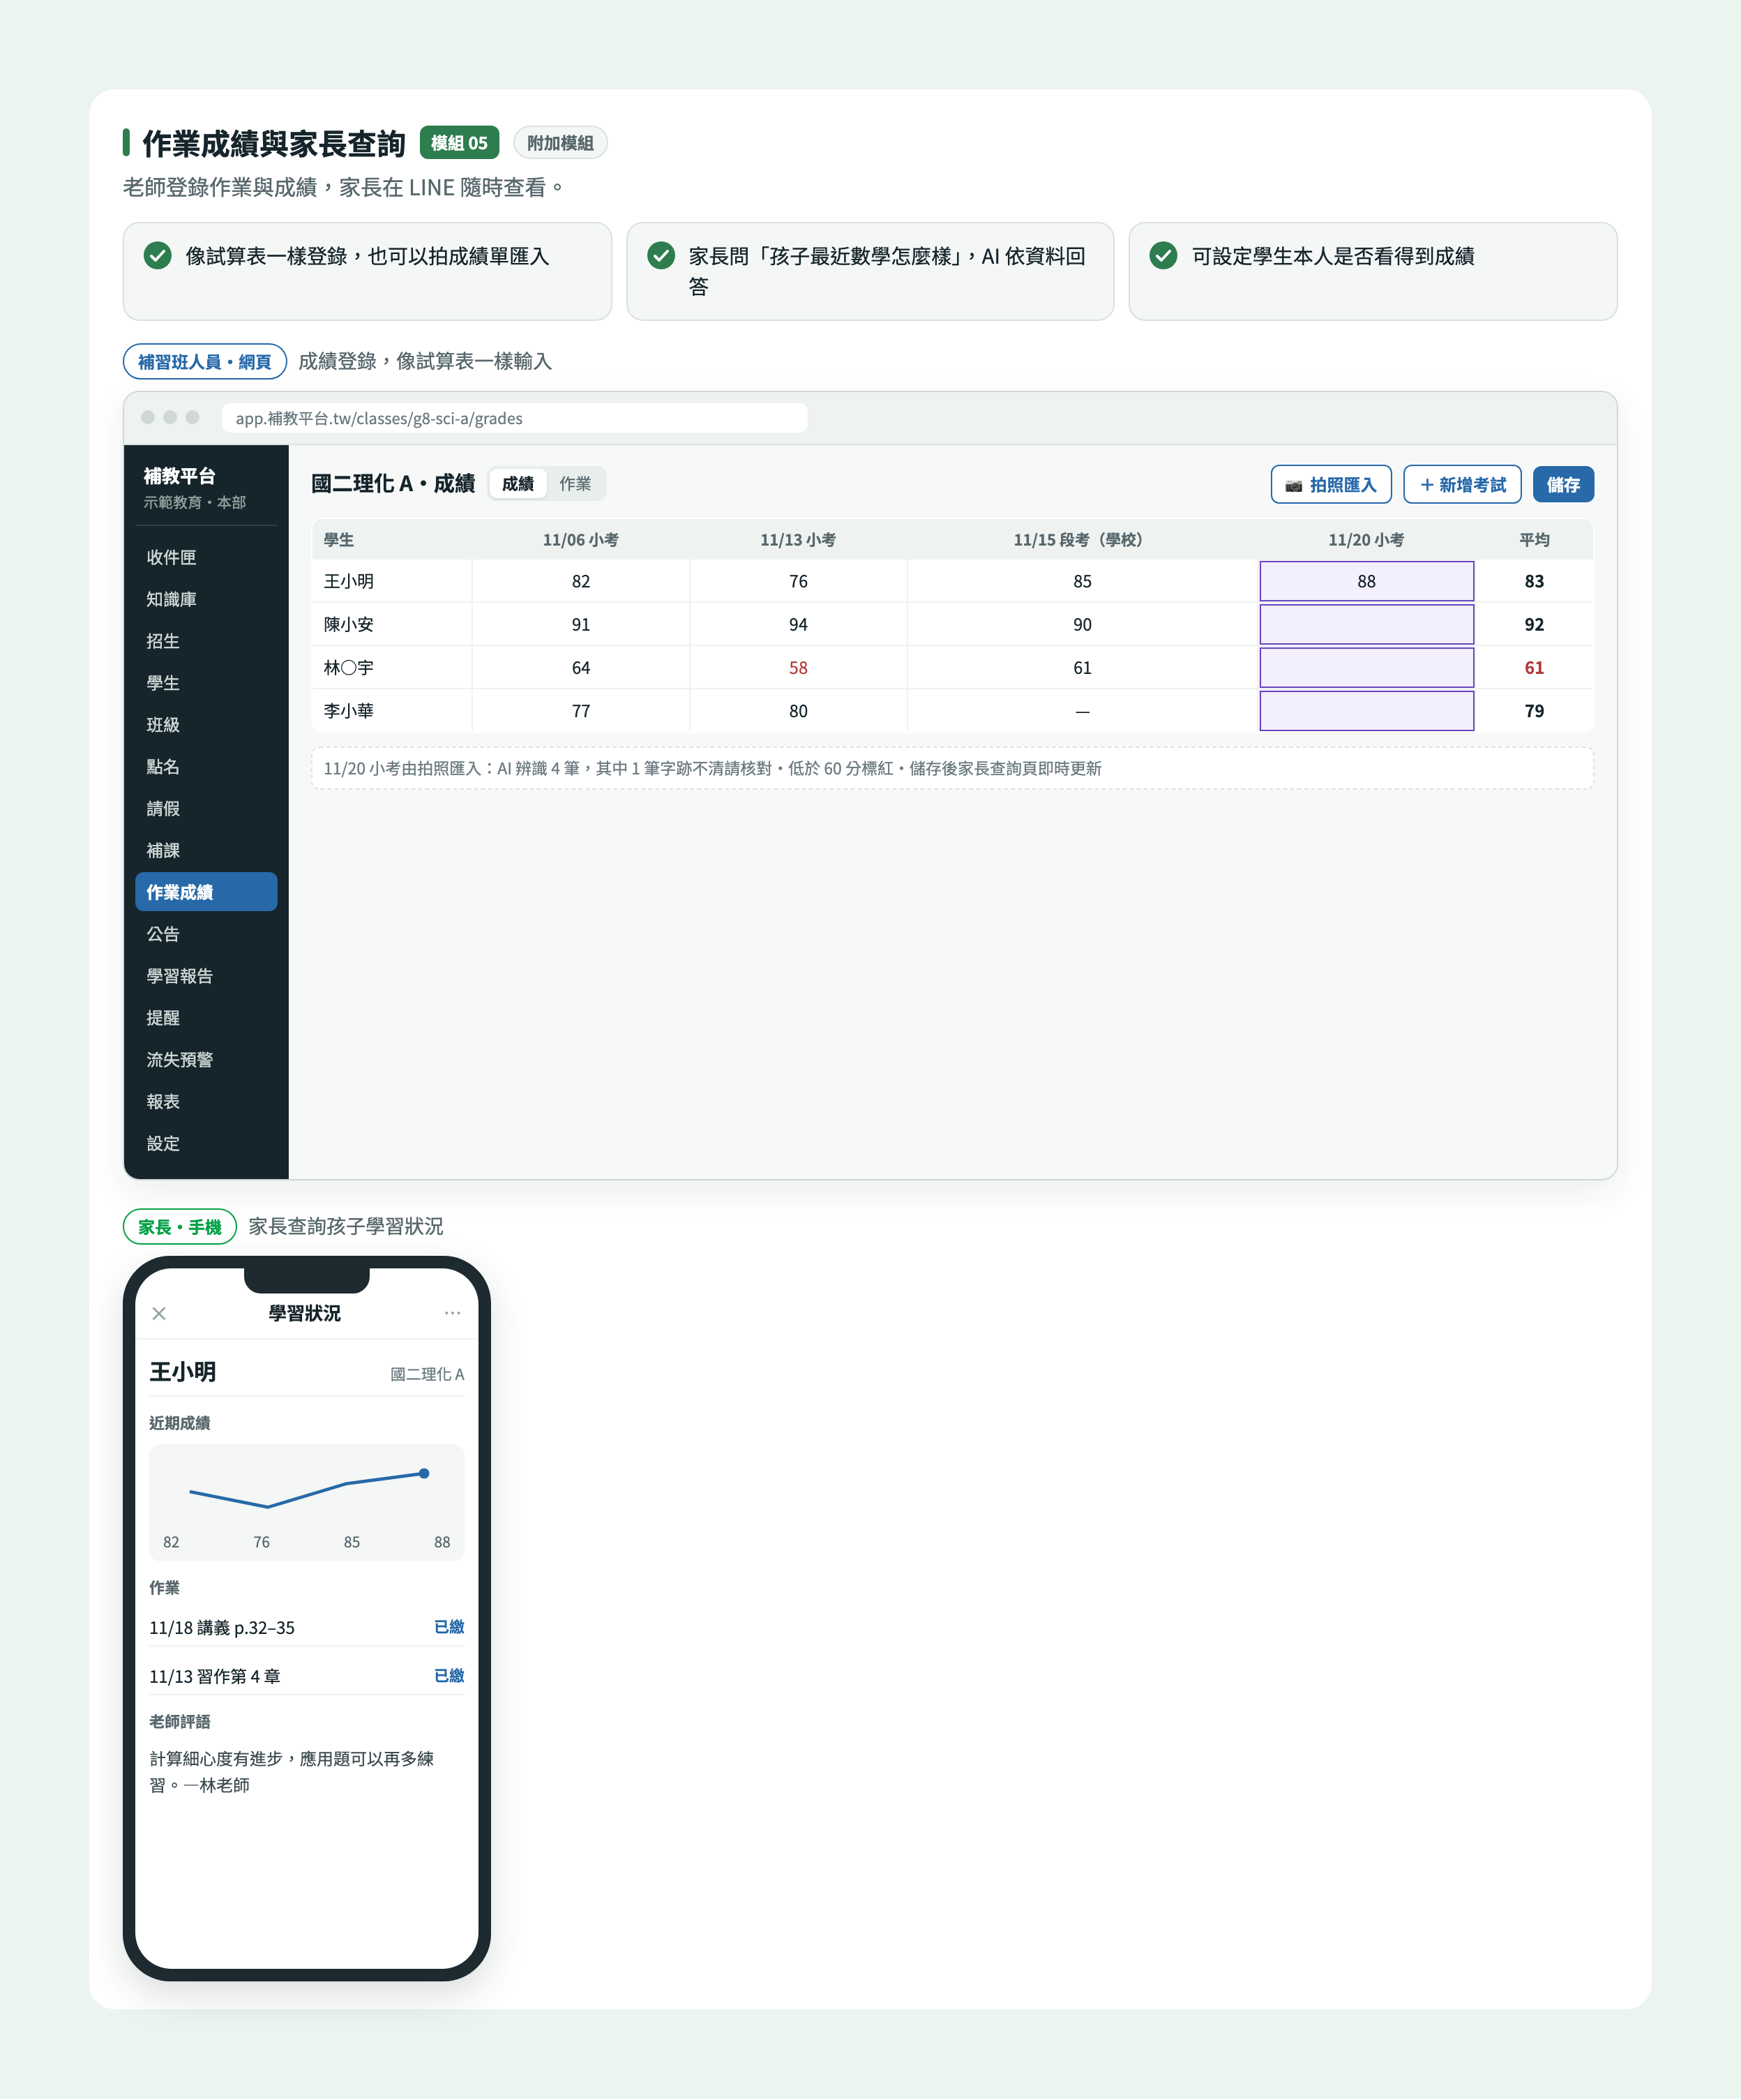 作業成績與家長查詢 模組 05 附加模組
老師登錄作業與成績，家長在 LINE 隨時查看。
像試算表一樣登錄，也可以拍成績單匯入
家長問「孩子最近數學怎麼樣」，AI 依資料回
答
可設定學生本人是否看得到成績
補習班人員・網頁 成績登錄，像試算表一樣輸入
app.補教平台.tw/classes/g8-sci-a/grades
補教平台
示範教育・本部
收件匣
知識庫
招生
學生
班級
點名
請假
補課
作業成績
公告
學習報告
提醒
流失預警
報表
設定
國二理化 A・成績 成績 作業 拍照匯入 ＋ 新增考試 儲存
學生 11/06 小考 11/13 小考 11/15 段考（學校） 11/20 小考 平均
王小明 82 76 85 88 83
陳小安 91 94 90 92
林○宇 64 58 61 61
李小華 77 80 — 79
11/20 小考由拍照匯入：AI 辨識 4 筆，其中 1 筆字跡不清請核對・低於 60 分標紅・儲存後家長查詢頁即時更新
家長・手機 家長查詢孩子學習狀況
學習狀況
王小明 國二理化 A
近期成績
82 76 85 88
作業
11/18 講義 p.32–35 已繳
11/13 習作第 4 章 已繳
老師評語
計算細心度有進步，應用題可以再多練
習。—林老師